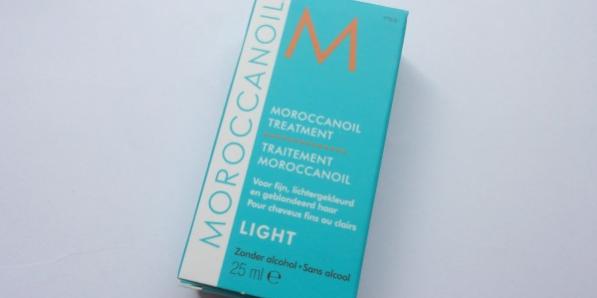 MOROCCANOIL
M
MOROCCANOIL
TREATMENT
TRAITEMENT
MOROCCANOIL
Voor fijn, lichtergekleurd
en geblondeerd haar
Pour cheveux fins ou clairs
LIGHT
Zonder alcohol • Sans alcool
25 ml ℮